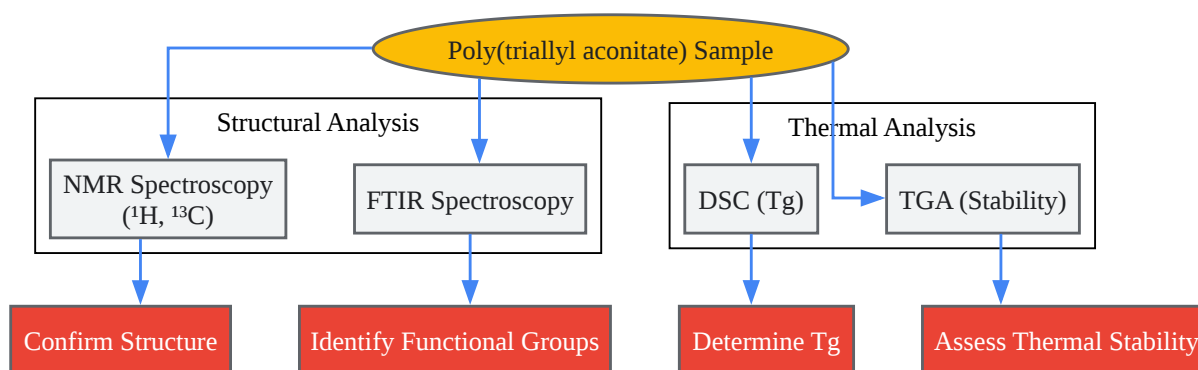 Poly(triallyl aconitate) Sample
Structural Analysis
Thermal Analysis
NMR Spectroscopy
(¹H, ¹³C)
FTIR Spectroscopy
DSC (Tg)
TGA (Stability)
Confirm Structure
Identify Functional Groups
Determine Tg
Assess Thermal Stability